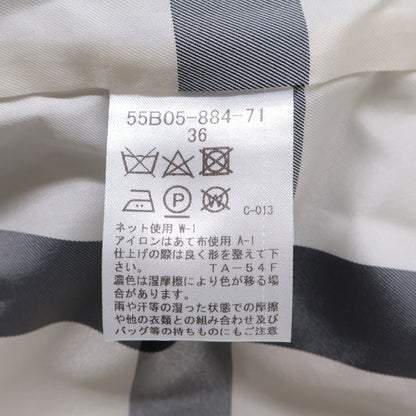 55B05-884-71
36
P W
C-013
ネット使用 W-1
アイロンはあて布使用 A-1
仕上げの際は良く形を整えて下
さい。 TA-54F
濃色は湿摩擦により色が移る場
合があります。
雨や汗等の湿った状態での摩擦
や他の衣類との組み合わせ及び
バッグ等の持ちものにもご注意